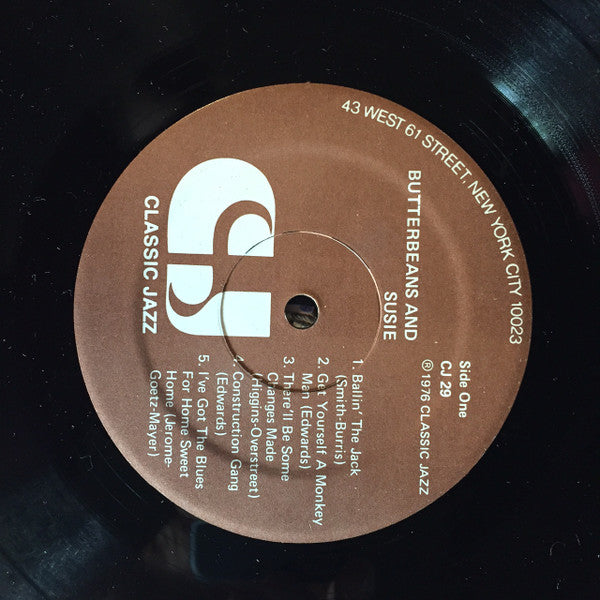 43 WEST 61 STREET, NEW YORK CITY 10023
CJ
CLASSIC JAZZ
BUTTERBEANS AND
SUSIE
Side One
CJ 29
℗ 1976 CLASSIC JAZZ
1. Ballin' The Jack
(Smith-Burris)
2. Get Yourself A Monkey
Man (Edwards)
3. There'll Be Some
Changes Made
(Higgins-Overstreet)
4. Construction Gang
(Edwards)
5. I've Got The Blues
For Home Sweet
Home (Jerome-
Goetz-Mayer)